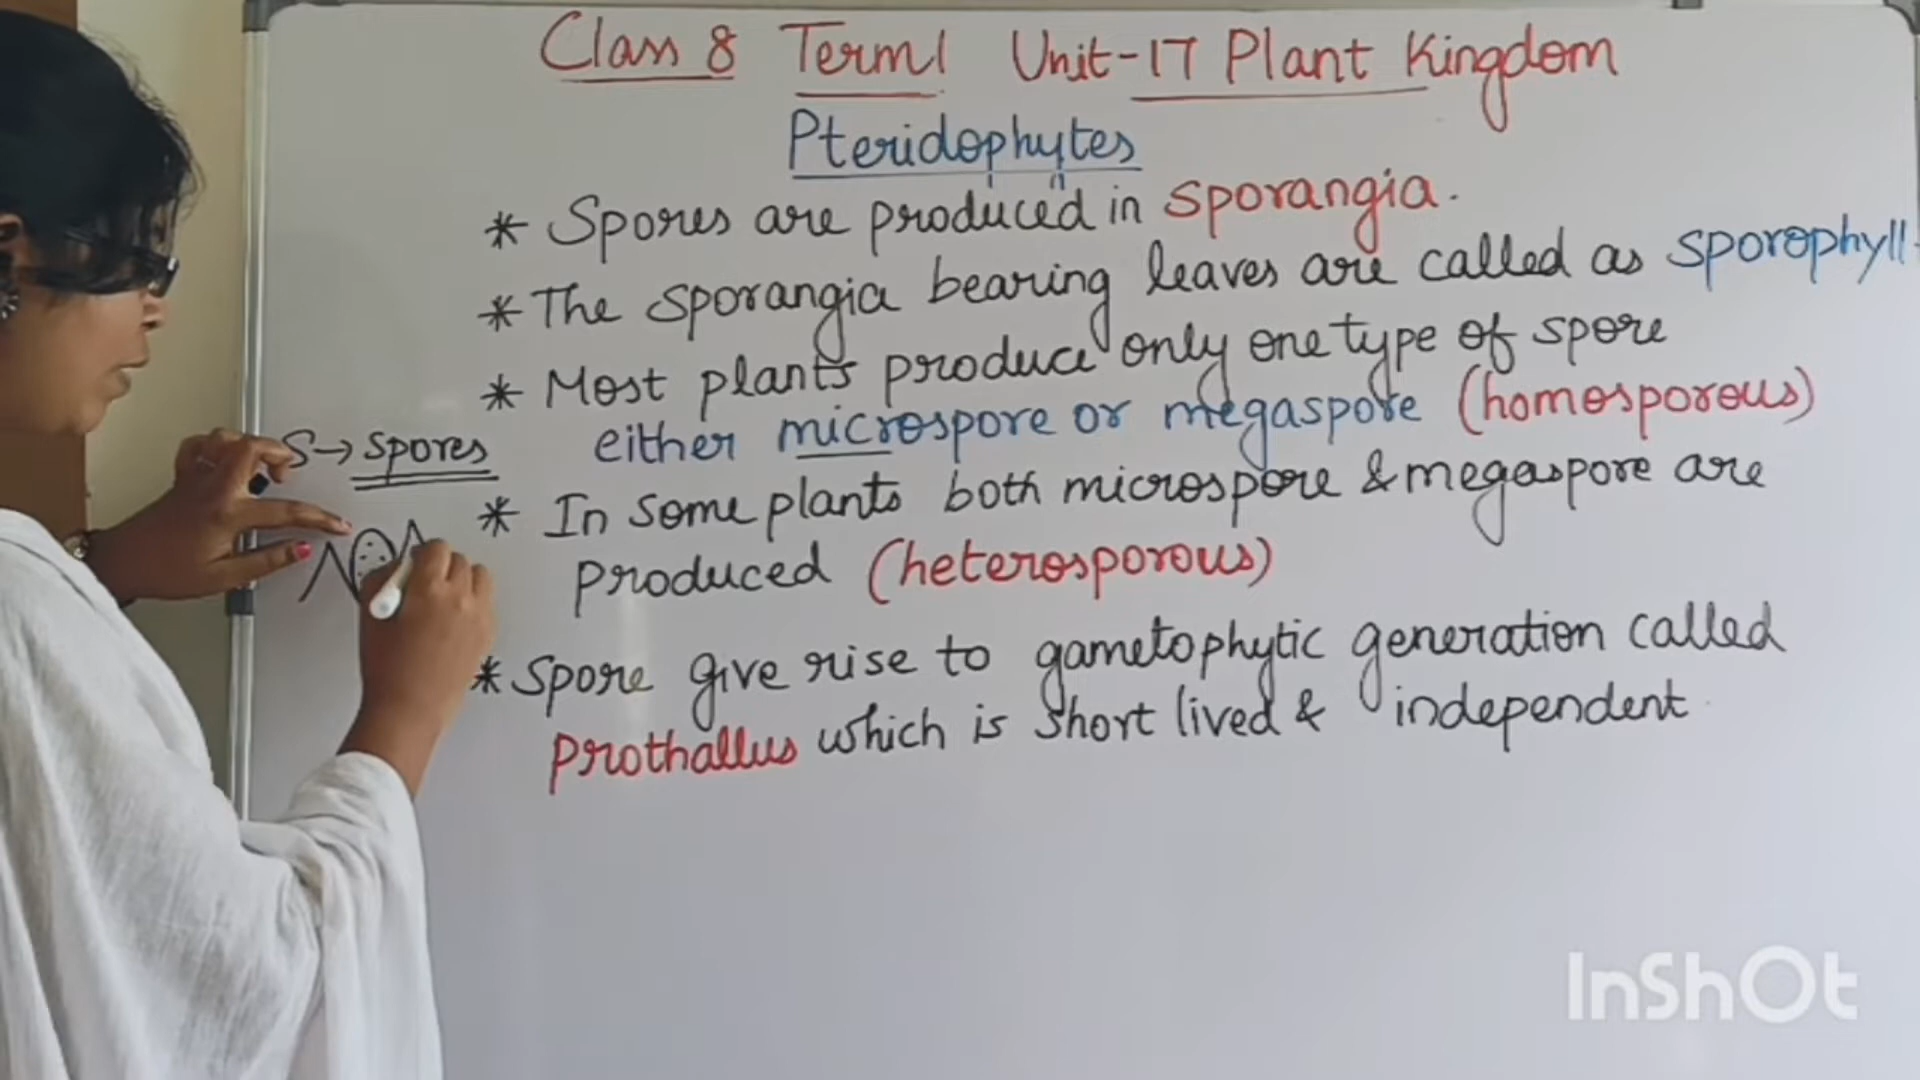 Class 8 Term1 Unit-17 Plant Kingdom
Pteridophytes
* Spores are produced in sporangia.
* The sporangia bearing leaves are called as sporophyll
* Most plants produce only one type of spore
either microspore or megaspore (homosporous)
S→ spores
* In some plants both microspore & megaspore are
produced (heterosporous)
* Spore give rise to gametophytic generation called
prothallus which is short lived & independent
InShOt